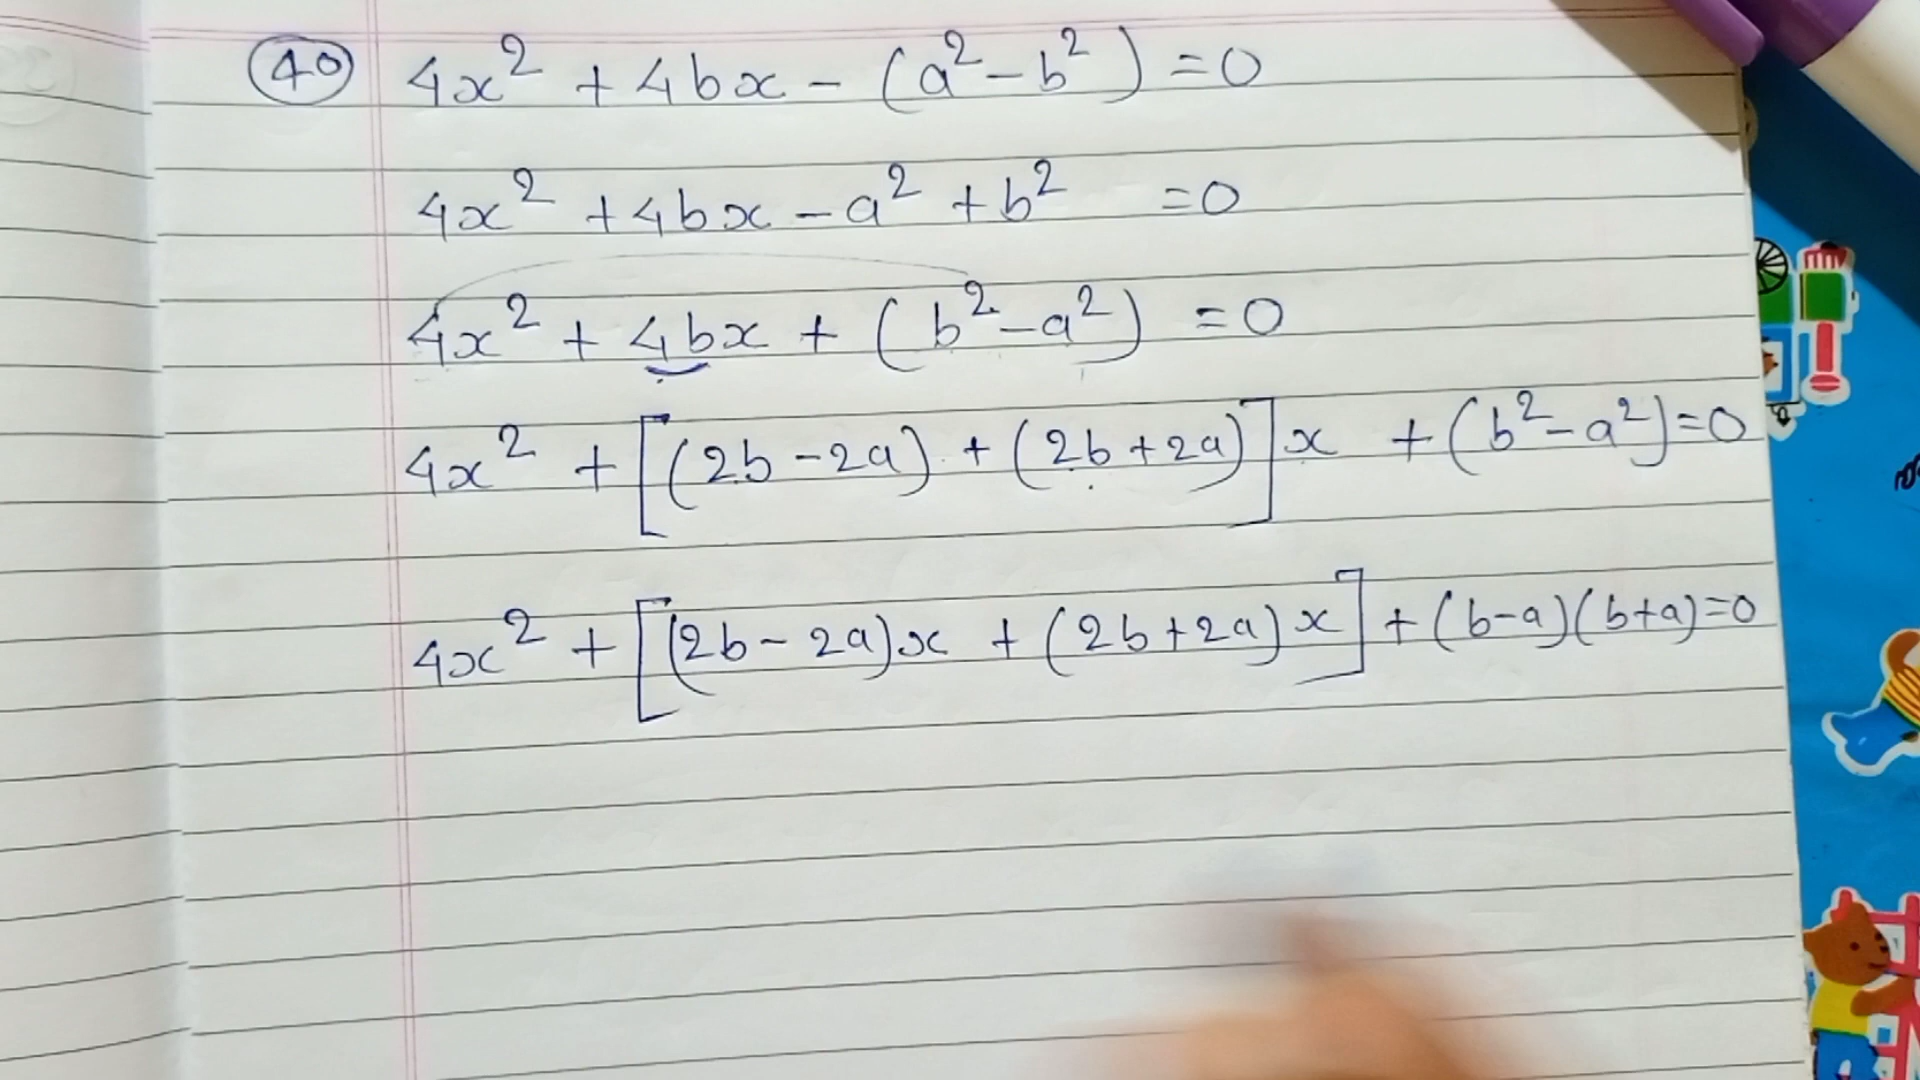 40 4x² + 4bx - (a² - b²) = 0
4x² + 4bx - a² + b² = 0
4x² + 4bx + (b² - a²) = 0
4x² + [(2b - 2a) + (2b + 2a)]x + (b² - a²) = 0
4x² + [(2b - 2a)x + (2b + 2a)x] + (b - a)(b + a) = 0